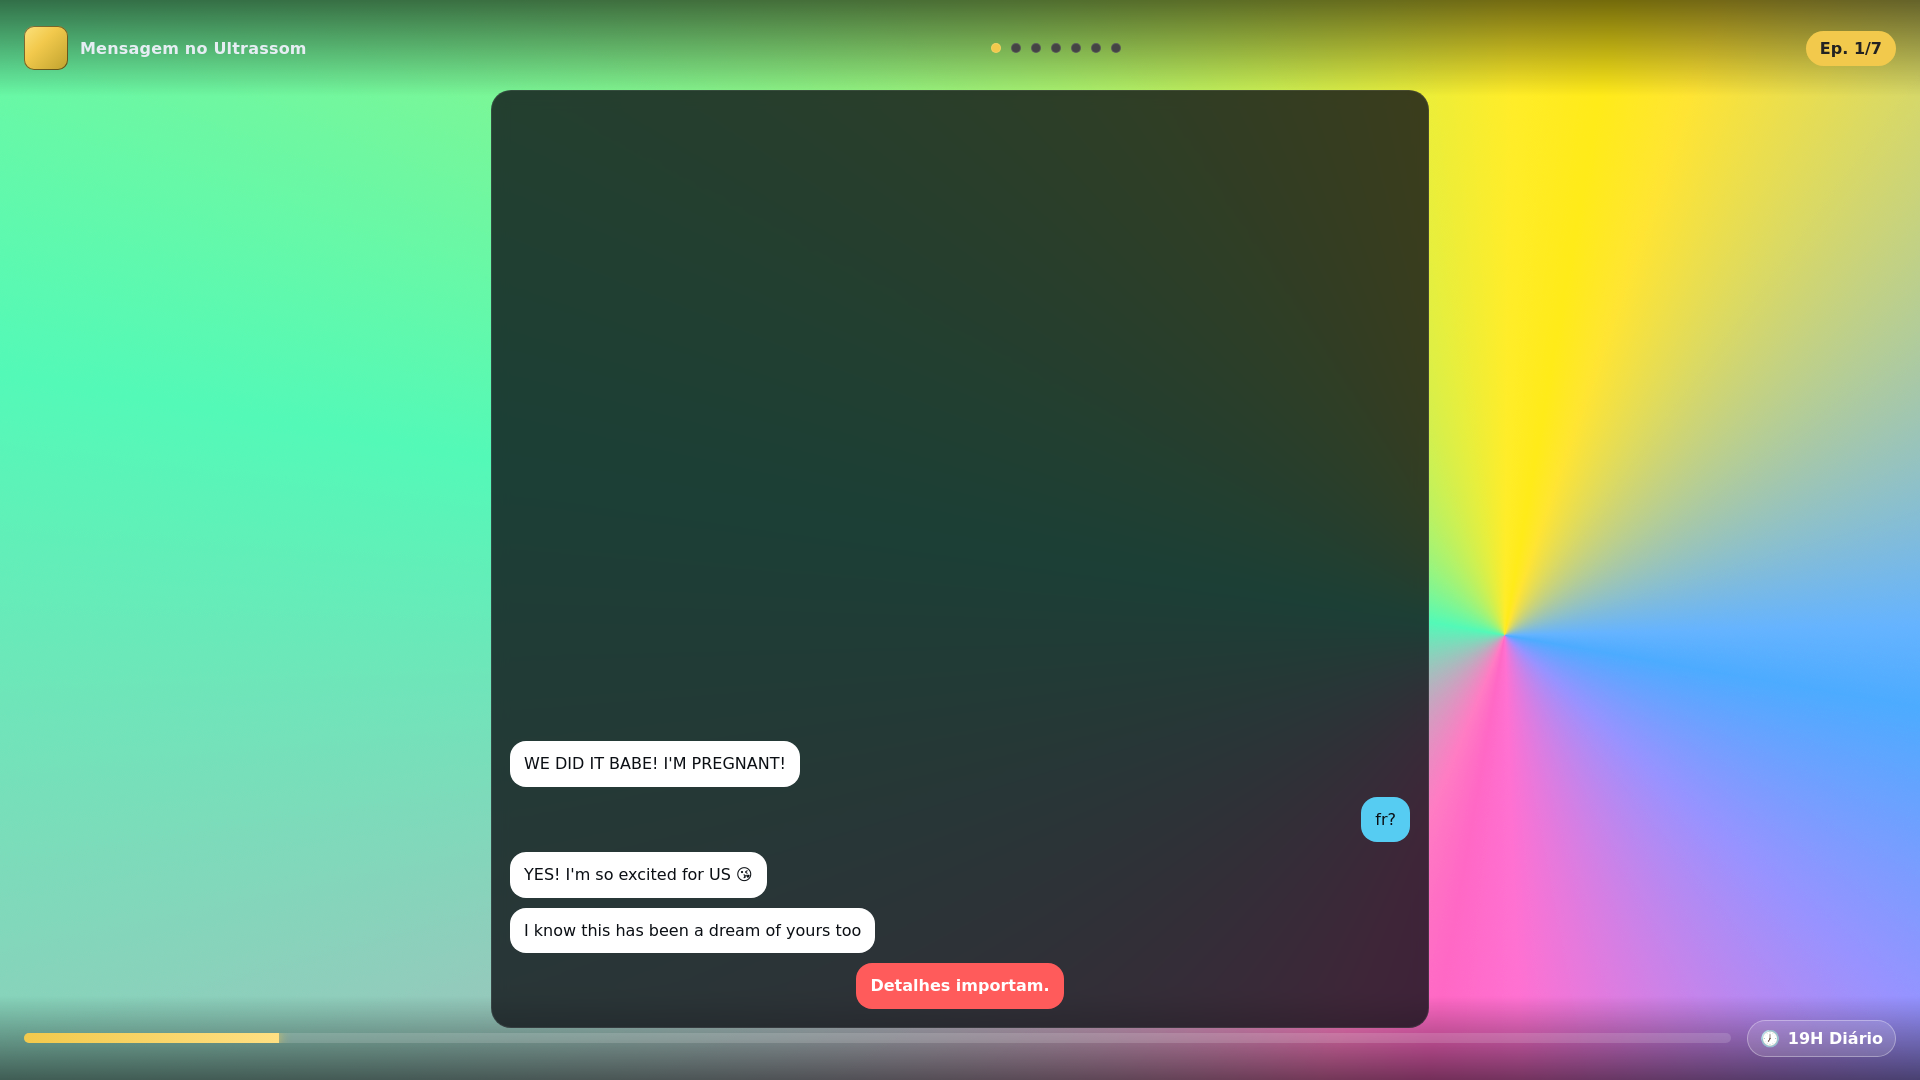 Mensagem no Ultrassom
Ep. 1/7
WE DID IT BABE! I'M PREGNANT!
fr?
YES! I'm so excited for US 😘
I know this has been a dream of yours too
Detalhes importam.
🕖 19H Diário